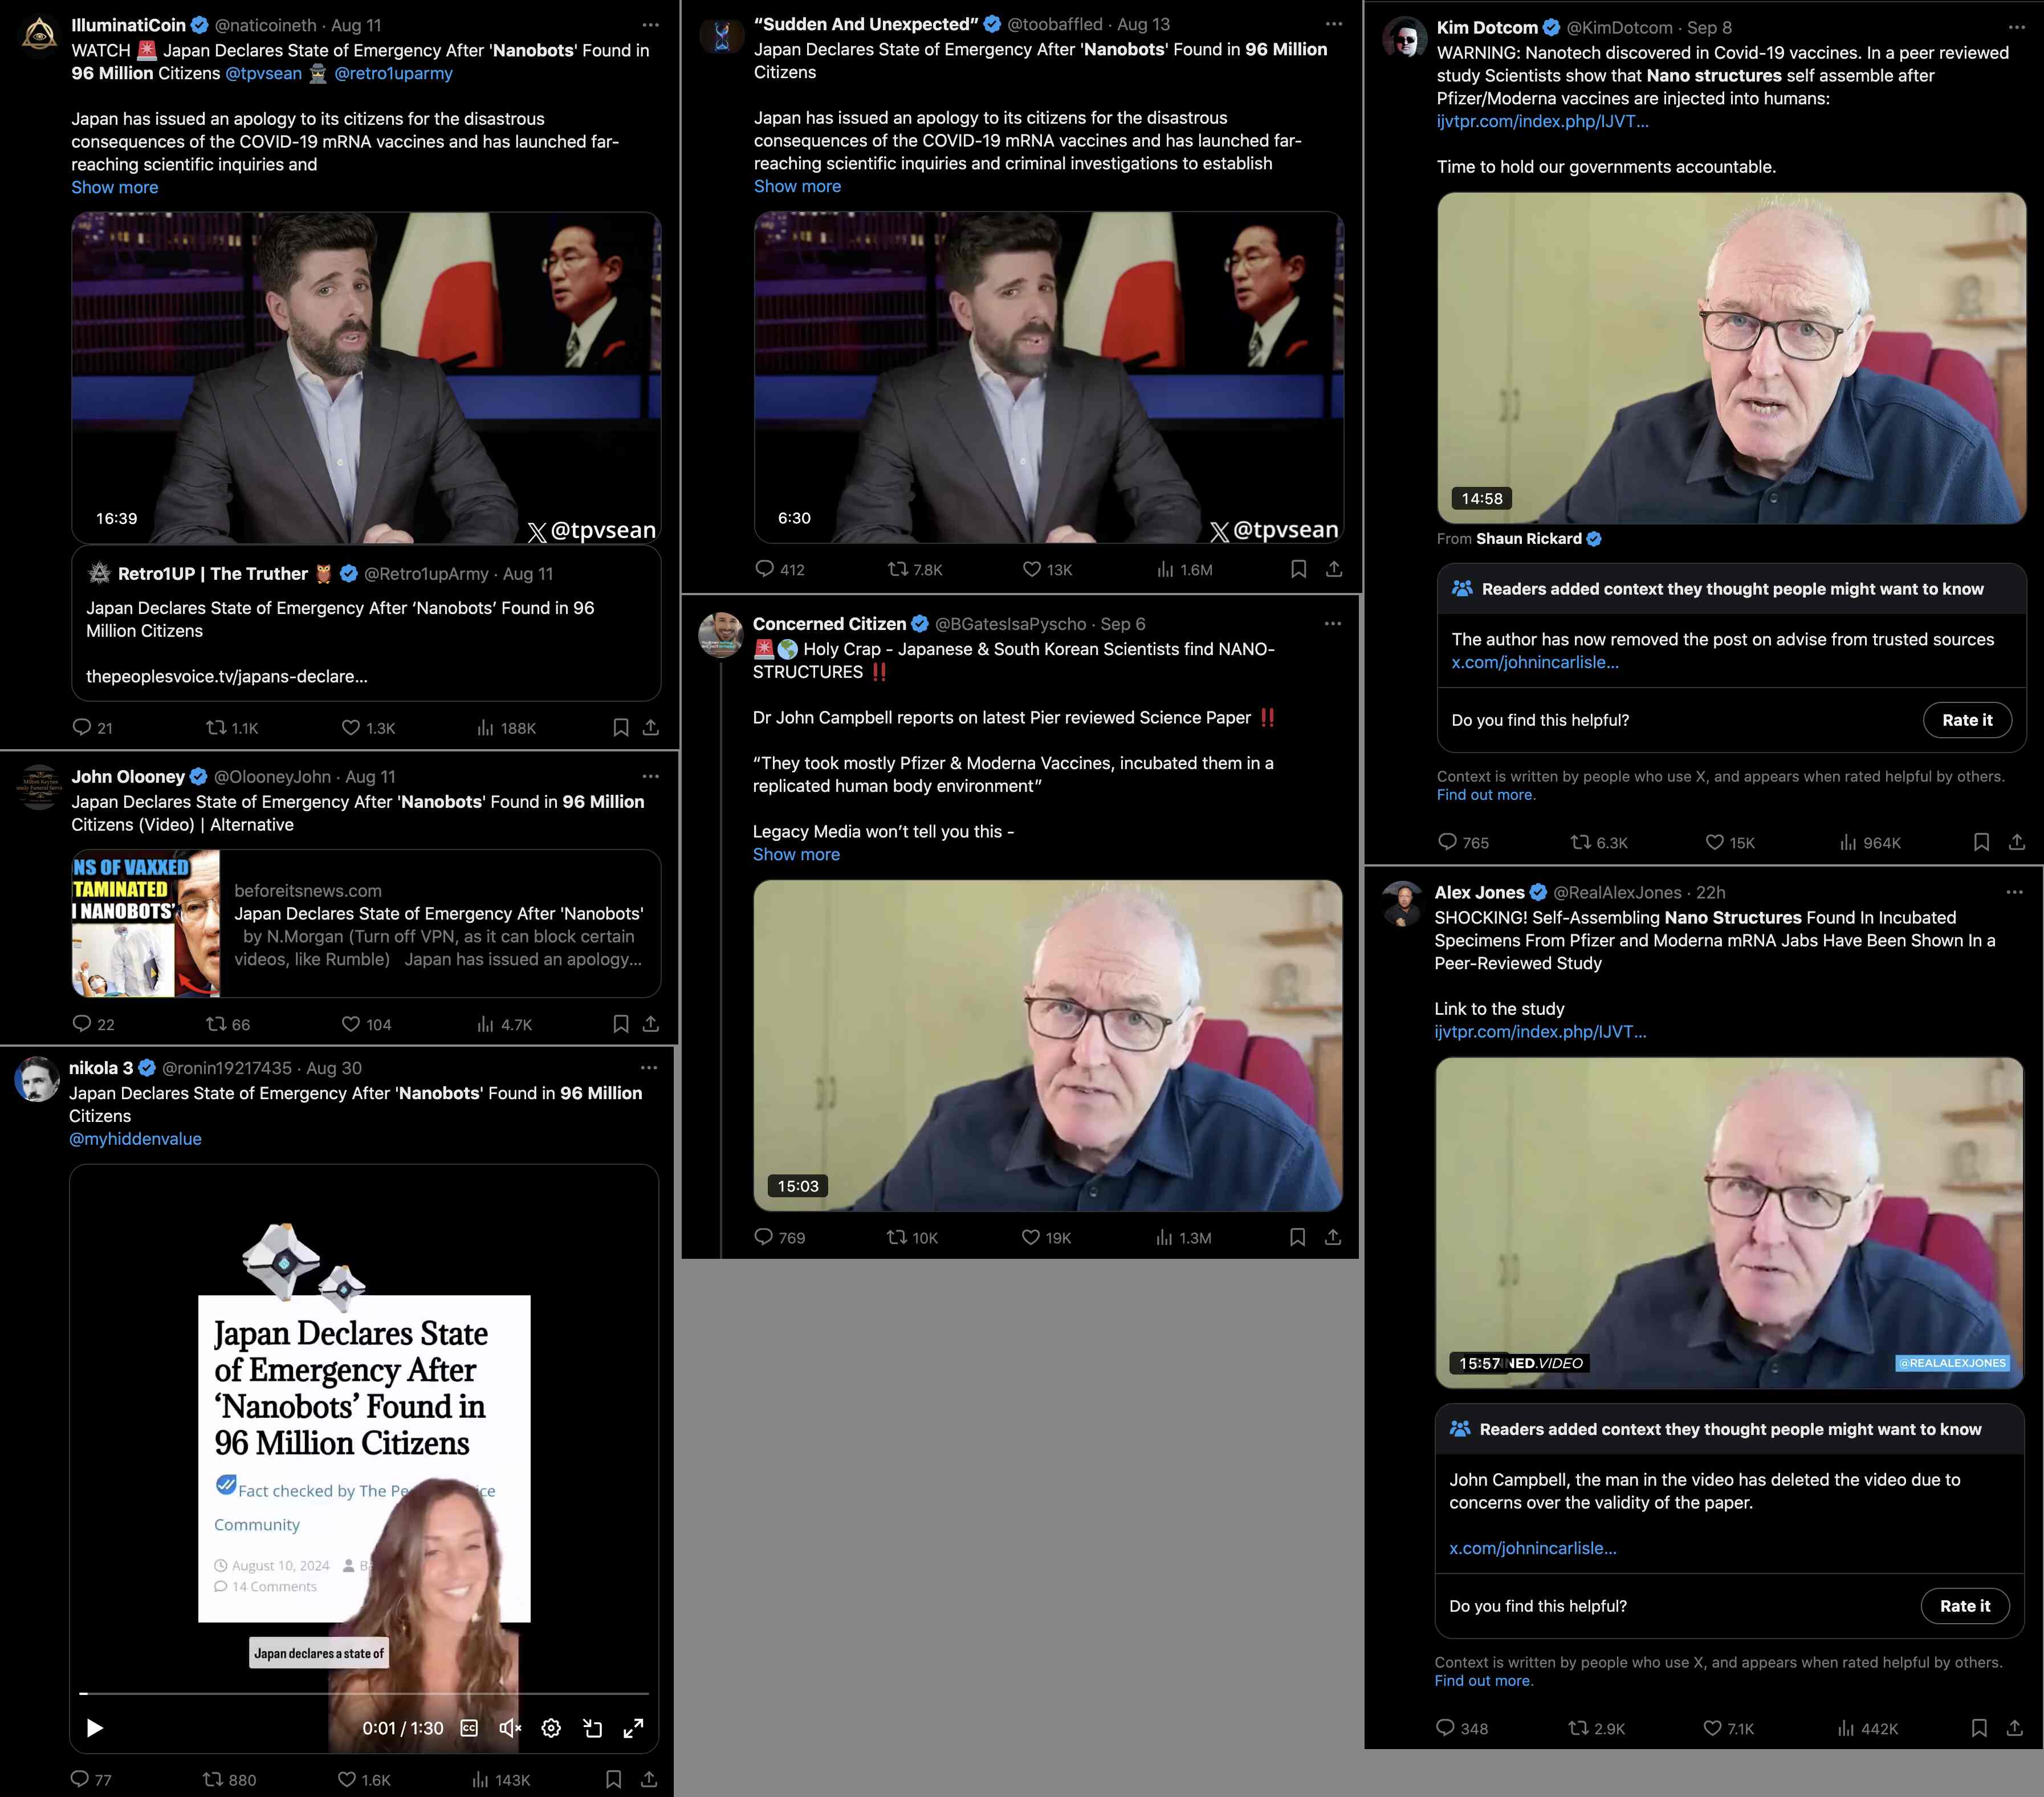 IlluminatiCoin @naticoineth · Aug 11
WATCH 🚨 Japan Declares State of Emergency After 'Nanobots' Found in
96 Million Citizens @tpvsean 🕵️ @retro1uparmy
Japan has issued an apology to its citizens for the disastrous
consequences of the COVID-19 mRNA vaccines and has launched far-
reaching scientific inquiries and
Show more
16:39
X @tpvsean
Retro1UP | The Truther 🦉 @Retro1upArmy · Aug 11
Japan Declares State of Emergency After ‘Nanobots’ Found in 96
Million Citizens
thepeoplesvoice.tv/japans-declare...
21 1.1K 1.3K 188K
John Olooney @OlooneyJohn · Aug 11
Japan Declares State of Emergency After 'Nanobots' Found in 96 Million
Citizens (Video) | Alternative
NS OF VAXXED
TAMINATED
I NANOBOTS'
beforeitsnews.com
Japan Declares State of Emergency After 'Nanobots'
by N.Morgan (Turn off VPN, as it can block certain
videos, like Rumble) Japan has issued an apology...
22 66 104 4.7K
nikola 3 @ronin19217435 · Aug 30
Japan Declares State of Emergency After 'Nanobots' Found in 96 Million
Citizens
@myhiddenvalue
Japan Declares State
of Emergency After
‘Nanobots’ Found in
96 Million Citizens
Fact checked by The Pe ice
Community
August 10, 2024 B
14 Comments
Japan declares a state of
0:01 / 1:30 CC
77 880 1.6K 143K
“Sudden And Unexpected” @toobaffled · Aug 13
Japan Declares State of Emergency After 'Nanobots' Found in 96 Million
Citizens
Japan has issued an apology to its citizens for the disastrous
consequences of the COVID-19 mRNA vaccines and has launched far-
reaching scientific inquiries and criminal investigations to establish
Show more
6:30
X @tpvsean
412 7.8K 13K 1.6M
Concerned Citizen @BGatesIsaPyscho · Sep 6
🚨🌎 Holy Crap - Japanese & South Korean Scientists find NANO-
STRUCTURES ‼️
Dr John Campbell reports on latest Pier reviewed Science Paper ‼️
“They took mostly Pfizer & Moderna Vaccines, incubated them in a
replicated human body environment”
Legacy Media won’t tell you this -
Show more
15:03
769 10K 19K 1.3M
Kim Dotcom @KimDotcom · Sep 8
WARNING: Nanotech discovered in Covid-19 vaccines. In a peer reviewed
study Scientists show that Nano structures self assemble after
Pfizer/Moderna vaccines are injected into humans:
ijvtpr.com/index.php/IJVT...
Time to hold our governments accountable.
14:58
From Shaun Rickard
Readers added context they thought people might want to know
The author has now removed the post on advise from trusted sources
x.com/johnincarlisle...
Do you find this helpful? Rate it
Context is written by people who use X, and appears when rated helpful by others.
Find out more.
765 6.3K 15K 964K
Alex Jones @RealAlexJones · 22h
SHOCKING! Self-Assembling Nano Structures Found In Incubated
Specimens From Pfizer and Moderna mRNA Jabs Have Been Shown In a
Peer-Reviewed Study
Link to the study
ijvtpr.com/index.php/IJVT...
15:57 NED.VIDEO @REALALEXJONES
Readers added context they thought people might want to know
John Campbell, the man in the video has deleted the video due to
concerns over the validity of the paper.
x.com/johnincarlisle...
Do you find this helpful? Rate it
Context is written by people who use X, and appears when rated helpful by others.
Find out more.
348 2.9K 7.1K 442K